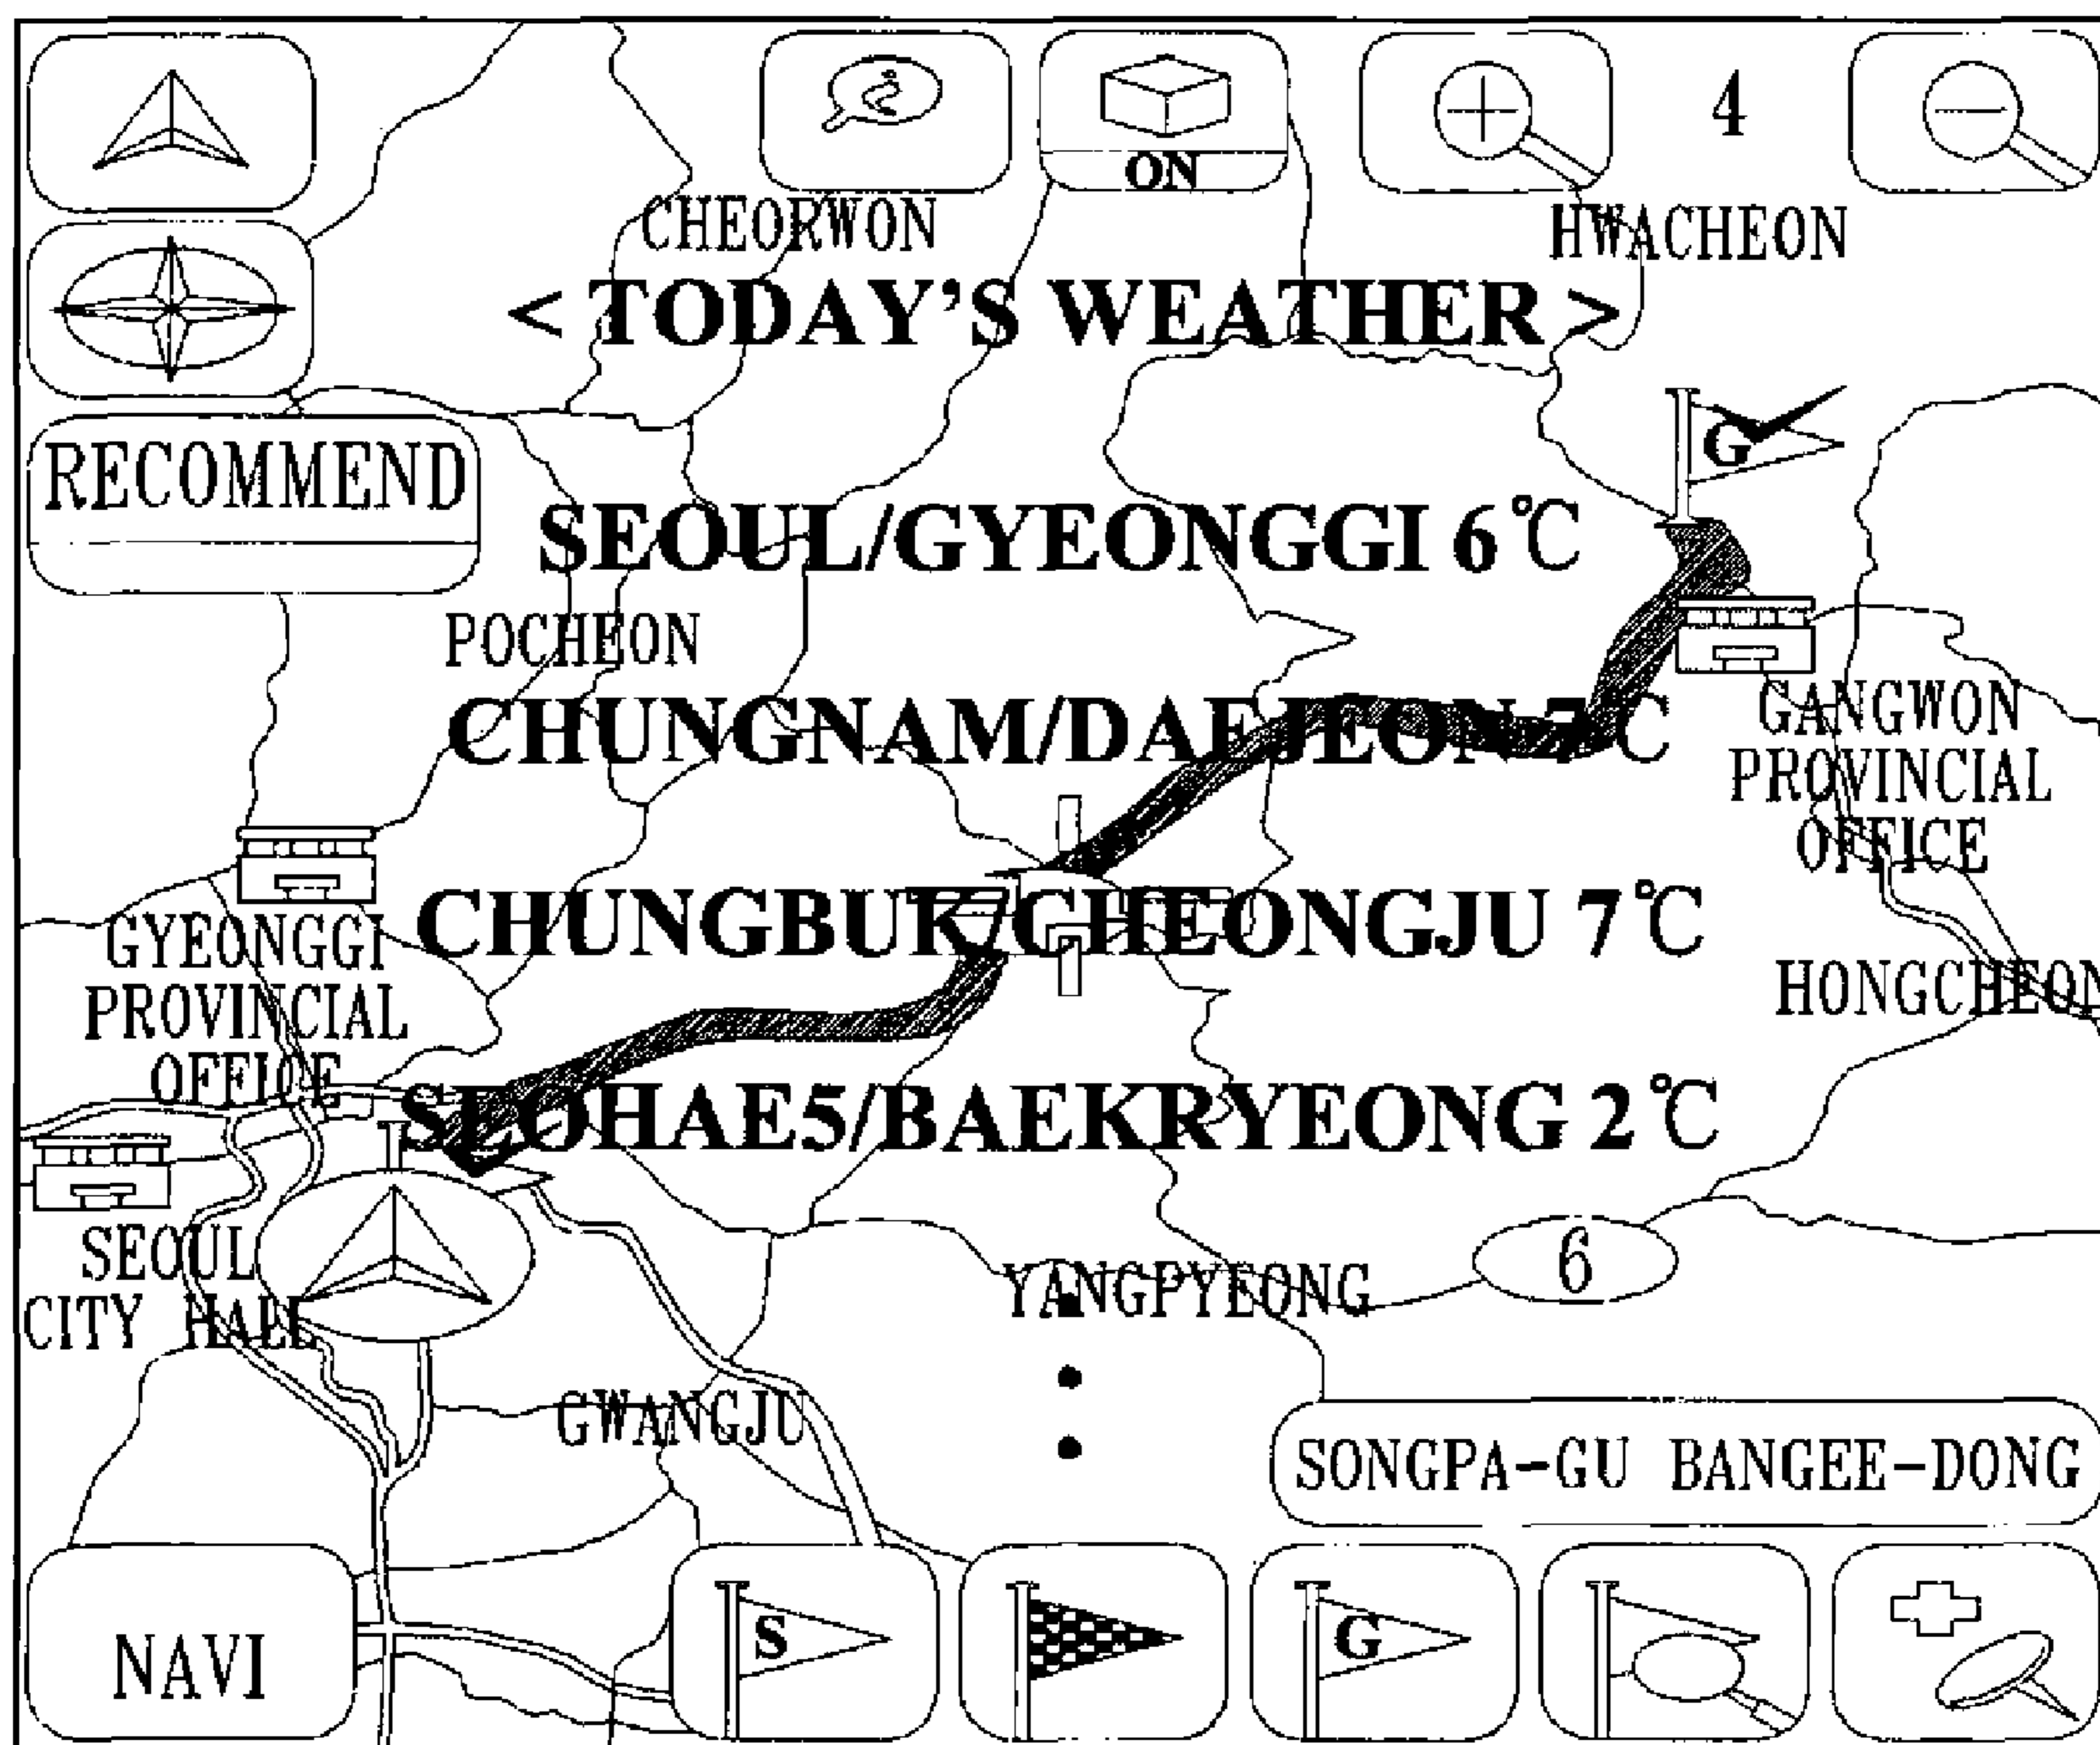 4
ON
CHEORWON
HWACHEON
< TODAY'S WEATHER >
G
RECOMMEND
SEOUL/GYEONGGI 6℃
POCHEON
CHUNGNAM/DAEJEON 7℃
GANGWON
PROVINCIAL
OFFICE
CHUNGBUK/CHEONGJU 7℃
GYEONGGI
PROVINCIAL
OFFICE
HONGCHEON
SEOHAE5/BAEKRYEONG 2℃
SEOUL
CITY HALL
YANGPYEONG
6
GWANGJU
SONGPA-GU BANGEE-DONG
NAVI
S
G